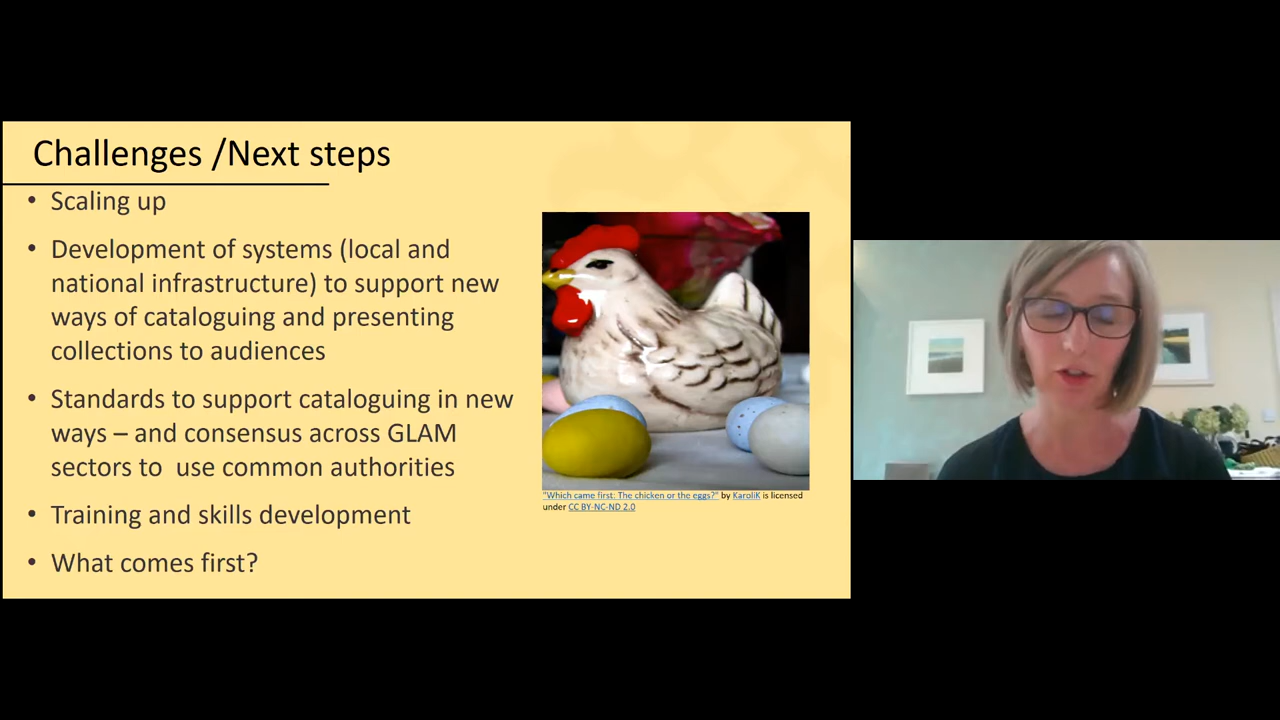 Challenges /Next steps
• Scaling up
• Development of systems (local and
national infrastructure) to support new
ways of cataloguing and presenting
collections to audiences
• Standards to support cataloguing in new
ways – and consensus across GLAM
sectors to  use common authorities
• Training and skills development
• What comes first?
"Which came first: The chicken or the eggs?" by KaroliK is licensed
under CC BY-NC-ND 2.0